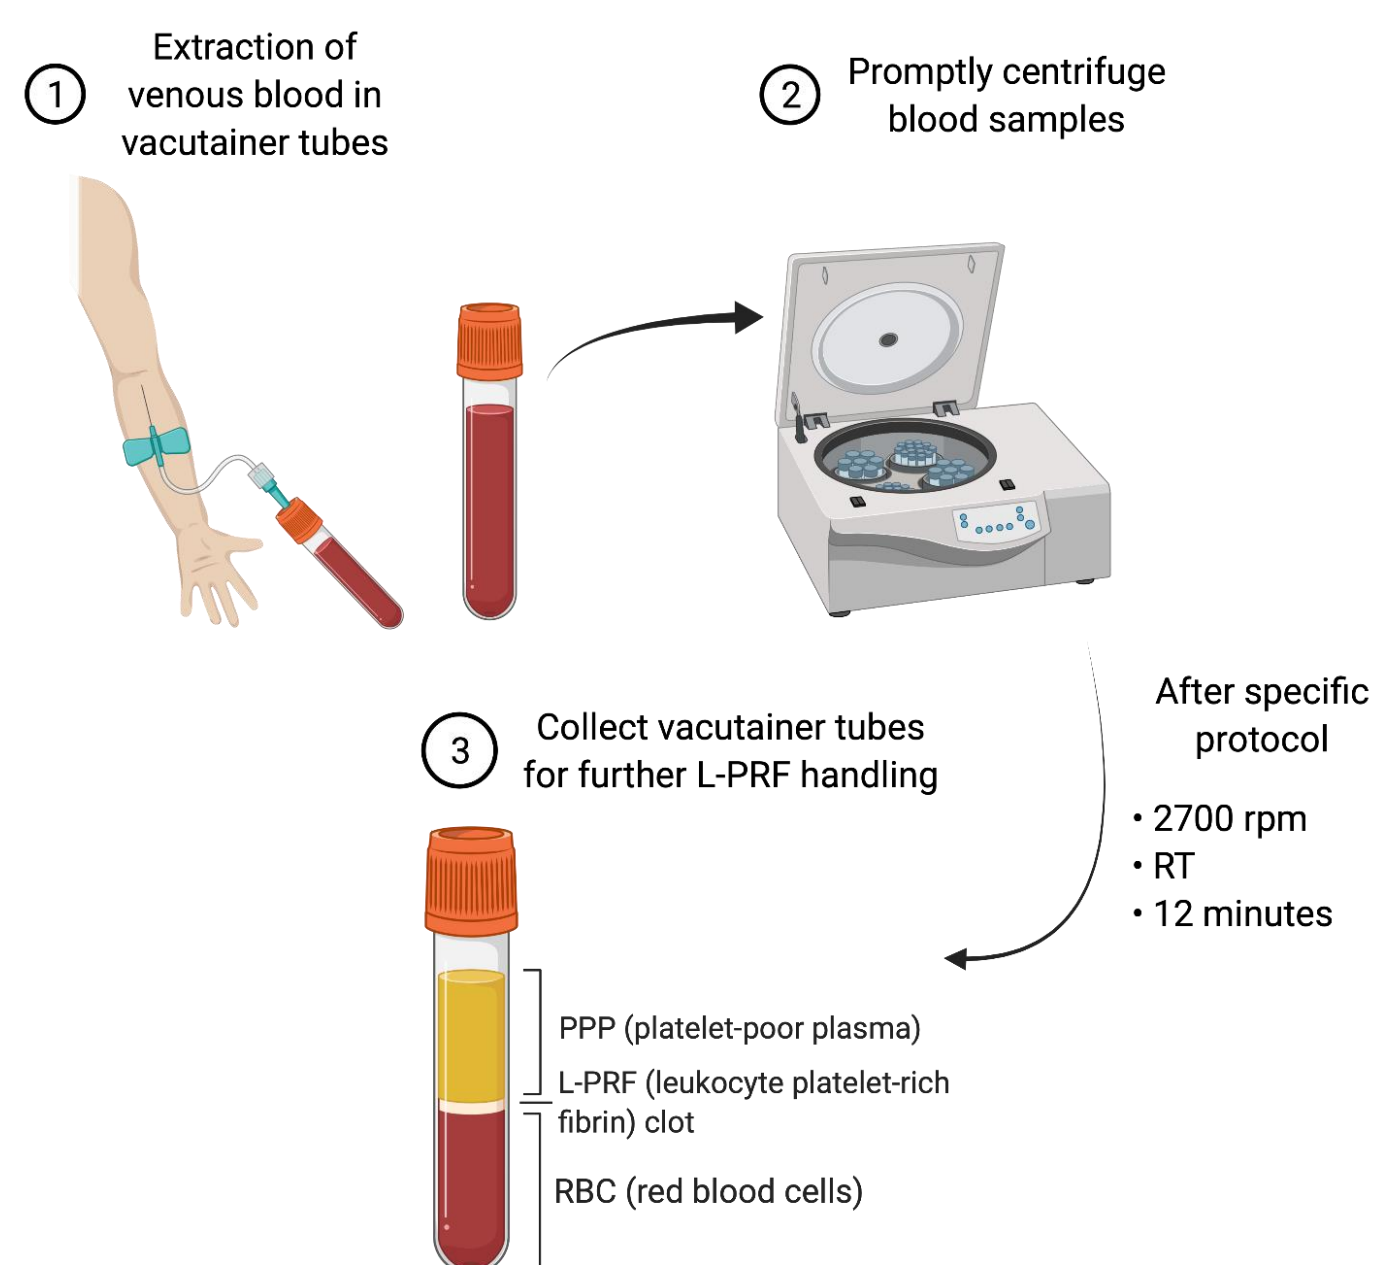 1
Extraction of
venous blood in
vacutainer tubes
2
Promptly centrifuge
blood samples
After specific
protocol
• 2700 rpm
• RT
• 12 minutes
3
Collect vacutainer tubes
for further L-PRF handling
PPP (platelet-poor plasma)
L-PRF (leukocyte platelet-rich
fibrin) clot
RBC (red blood cells)